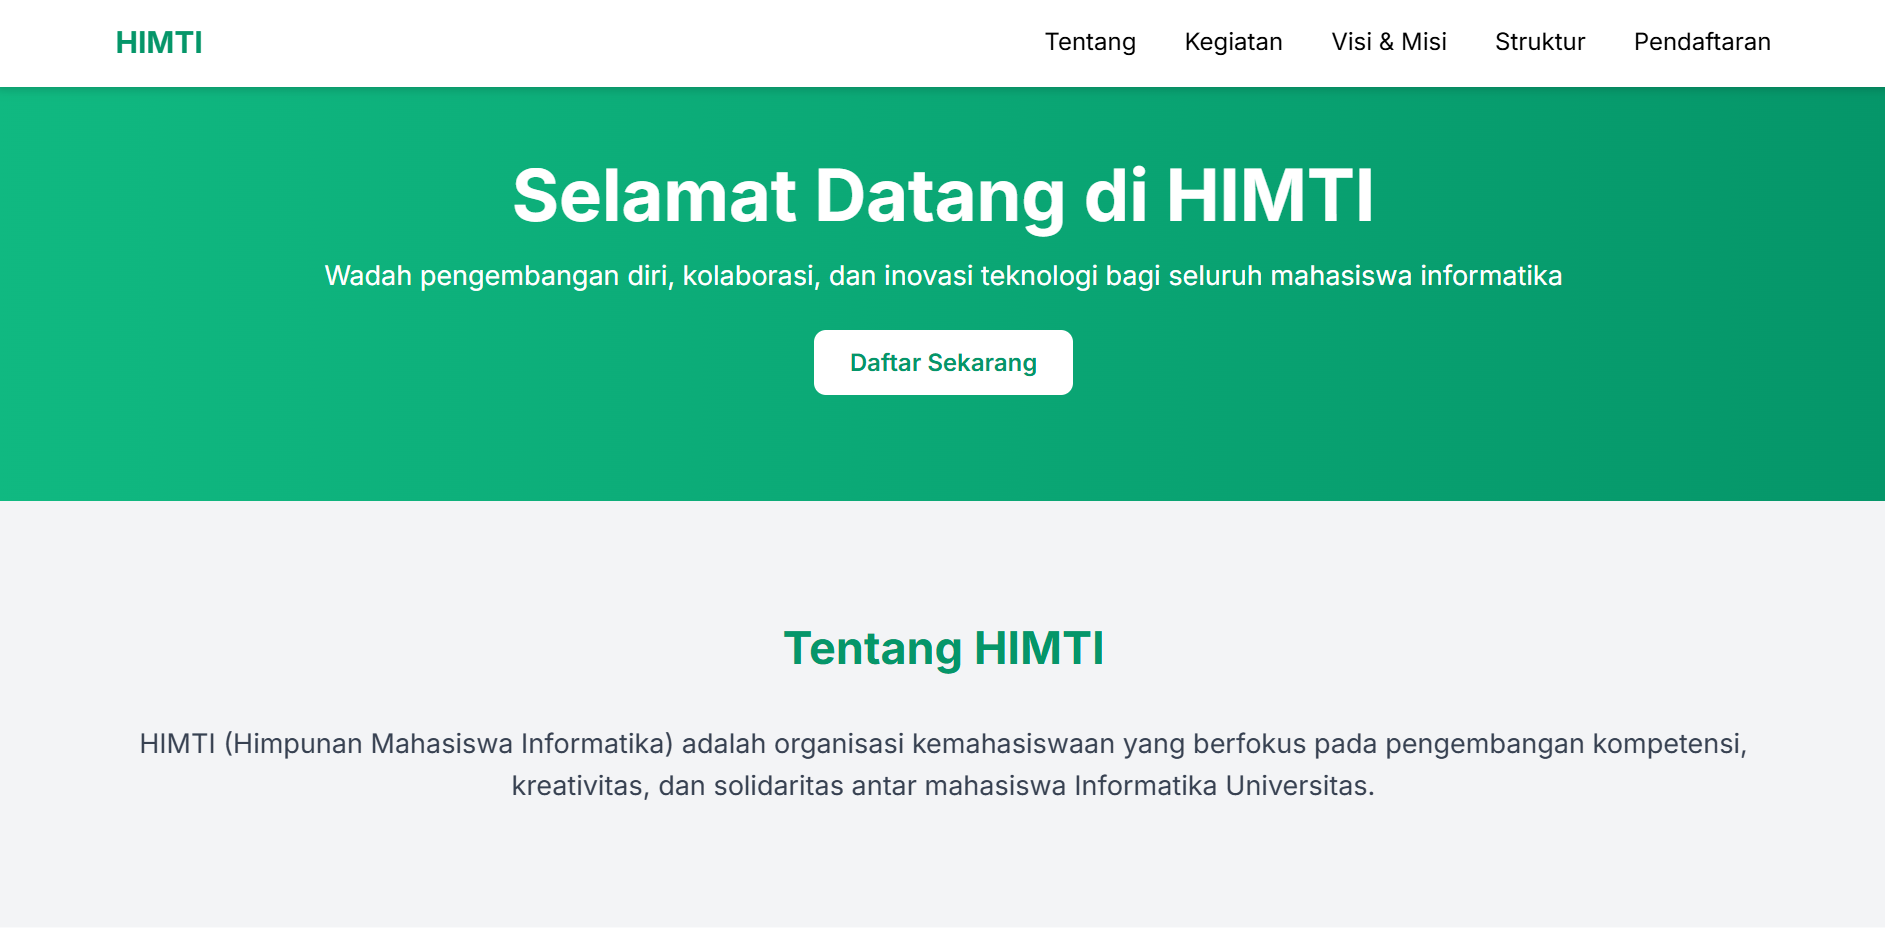 HIMTI
Tentang
Kegiatan
Visi & Misi
Struktur
Pendaftaran
Selamat Datang di HIMTI
Wadah pengembangan diri, kolaborasi, dan inovasi teknologi bagi seluruh mahasiswa informatika
Daftar Sekarang
Tentang HIMTI
HIMTI (Himpunan Mahasiswa Informatika) adalah organisasi kemahasiswaan yang berfokus pada pengembangan kompetensi,
kreativitas, dan solidaritas antar mahasiswa Informatika Universitas.